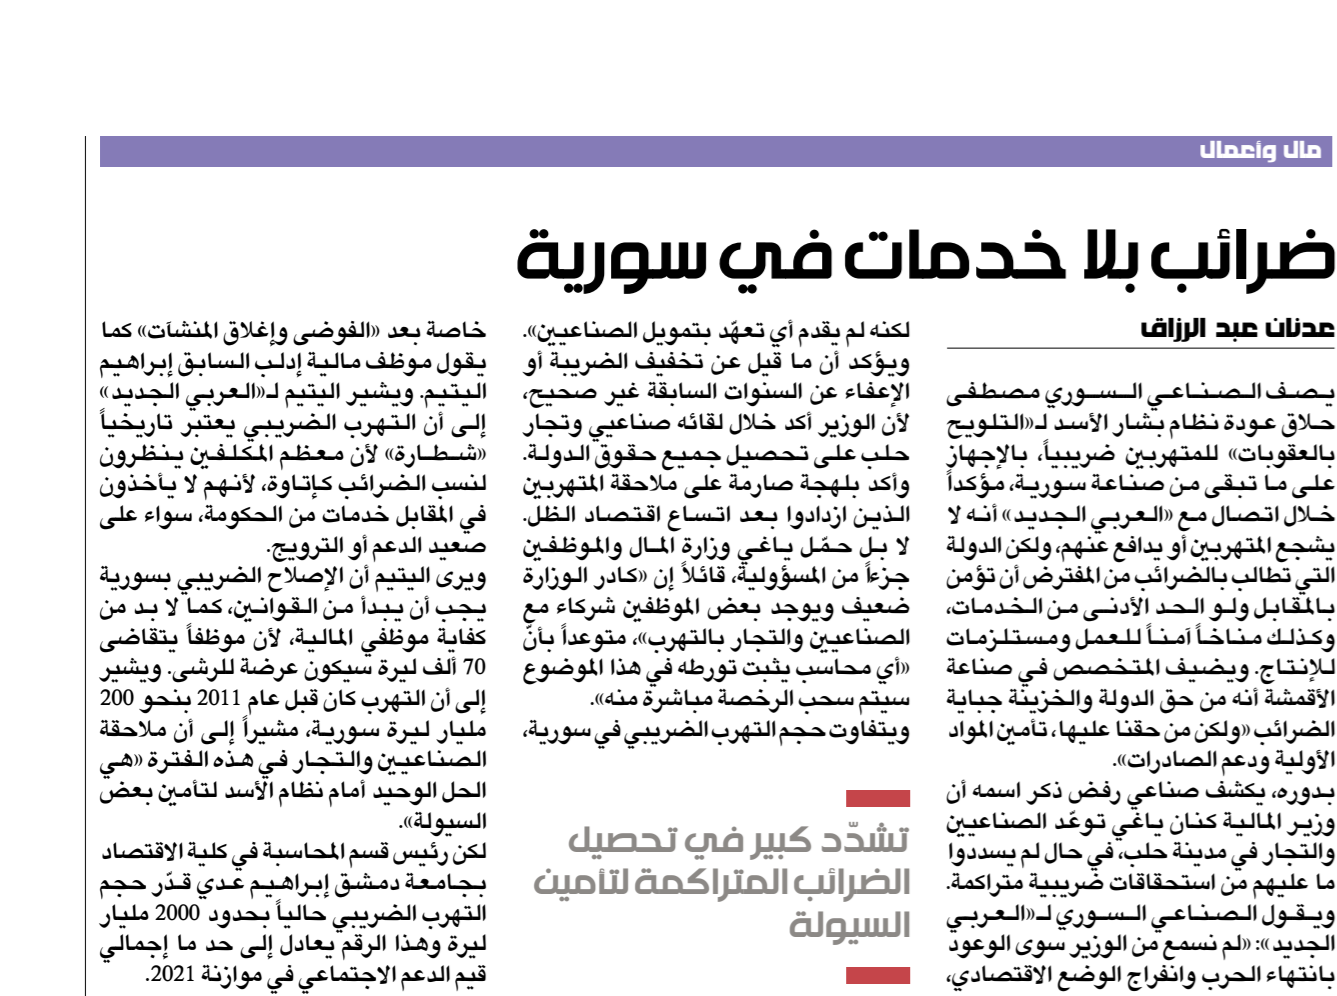 مال وأعمال
ضرائب بلا خدمات في سورية
عدنان عبد الرزاق
يصف الصناعي السوري مصطفى
حلاق عودة نظام بشار الأسد لـ«التلويح
بالعقوبات» للمتهربين ضريبياً، بالإجهاز
على ما تبقى من صناعة سورية، مؤكداً
خلال اتصال مع «العربي الجديد» أنه لا
يشجع المتهربين أو يدافع عنهم، ولكن الدولة
التي تطالب بالضرائب من المفترض أن تؤمن
بالمقابل ولو الحد الأدنى من الخدمات،
وكذلك مناخاً آمناً للعمل ومستلزمات
للإنتاج. ويضيف المتخصص في صناعة
الأقمشة أنه من حق الدولة والخزينة جباية
الضرائب «ولكن من حقنا عليها، تأمين المواد
الأولية ودعم الصادرات».
بدوره، يكشف صناعي رفض ذكر اسمه أن
وزير المالية كنان ياغي توعّد الصناعيين
والتجار في مدينة حلب، في حال لم يسددوا
ما عليهم من استحقاقات ضريبية متراكمة.
ويقول الصناعي السوري لـ«العربي
الجديد»: «لم نسمع من الوزير سوى الوعود
بانتهاء الحرب وانفراج الوضع الاقتصادي،
لكنه لم يقدم أي تعهّد بتمويل الصناعيين».
ويؤكد أن ما قيل عن تخفيف الضريبة أو
الإعفاء عن السنوات السابقة غير صحيح،
لأن الوزير أكد خلال لقائه صناعيي وتجار
حلب على تحصيل جميع حقوق الدولة.
وأكد بلهجة صارمة على ملاحقة المتهربين
الذين ازدادوا بعد اتساع اقتصاد الظل.
لا بل حمّل ياغي وزارة المال والموظفين
جزءاً من المسؤولية، قائلاً إن «كادر الوزارة
ضعيف ويوجد بعض الموظفين شركاء مع
الصناعيين والتجار بالتهرب»، متوعداً بأنّ
«أي محاسب يثبت تورطه في هذا الموضوع
سيتم سحب الرخصة مباشرة منه».
ويتفاوت حجم التهرب الضريبي في سورية،
تشدّد كبير في تحصيل
الضرائب المتراكمة لتأمين
السيولة
خاصة بعد «الفوضى وإغلاق المنشآت» كما
يقول موظف مالية إدلب السابق إبراهيم
اليتيم. ويشير اليتيم لـ«العربي الجديد»
إلى أن التهرب الضريبي يعتبر تاريخياً
«شطارة» لأن معظم المكلفين ينظرون
لنسب الضرائب كإتاوة، لأنهم لا يأخذون
في المقابل خدمات من الحكومة، سواء على
صعيد الدعم أو الترويج.
ويرى اليتيم أن الإصلاح الضريبي بسورية
يجب أن يبدأ من القوانين، كما لا بد من
كفاية موظفي المالية، لأن موظفاً يتقاضى
70 ألف ليرة سيكون عرضة للرشى. ويشير
إلى أن التهرب كان قبل عام 2011 بنحو 200
مليار ليرة سورية، مشيراً إلى أن ملاحقة
الصناعيين والتجار في هذه الفترة «هي
الحل الوحيد أمام نظام الأسد لتأمين بعض
السيولة».
لكن رئيس قسم المحاسبة في كلية الاقتصاد
بجامعة دمشق إبراهيم عدي قدّر حجم
التهرب الضريبي حالياً بحدود 2000 مليار
ليرة وهذا الرقم يعادل إلى حد ما إجمالي
قيم الدعم الاجتماعي في موازنة 2021.